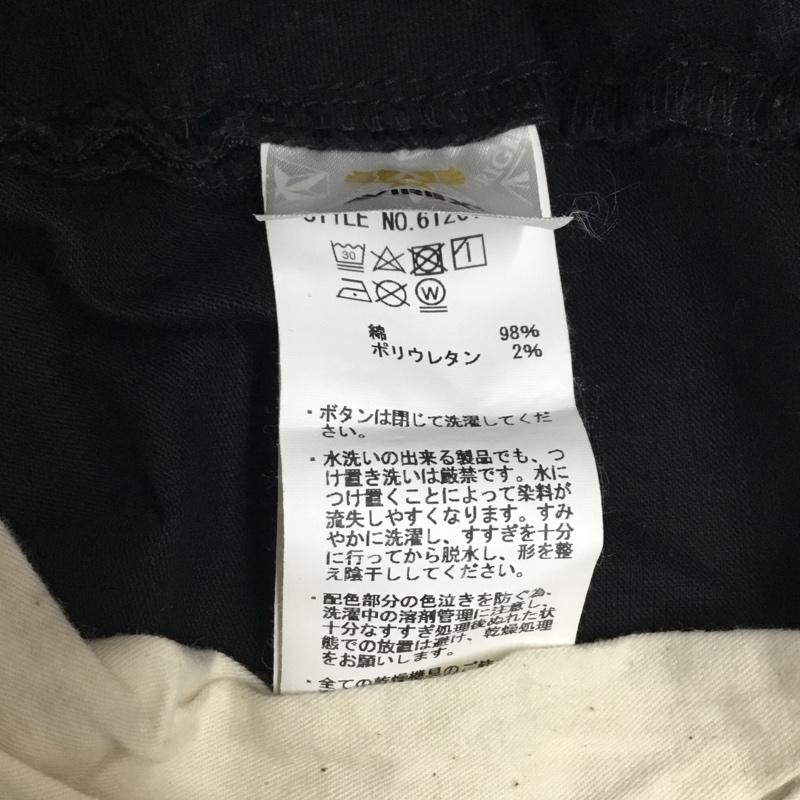 STYLE NO.
30
W
綿 98%
ポリウレタン 2%
・ボタンは閉じて洗濯してくだ
さい。
・水洗いの出来る製品でも、つ
け置き洗いは厳禁です。水に
つけ置くことによって染料が
流失しやすくなります。すみ
やかに洗濯し、すすぎを十分
に行ってから脱水し、形を整
え陰干ししてください。
・配色部分の色泣きを防ぐ為、
洗濯中の溶剤管理に注意し、
十分なすすぎ処理後ぬれた状
態での放置は避け、乾燥処理
をお願いします。
・全ての乾燥機具のご使